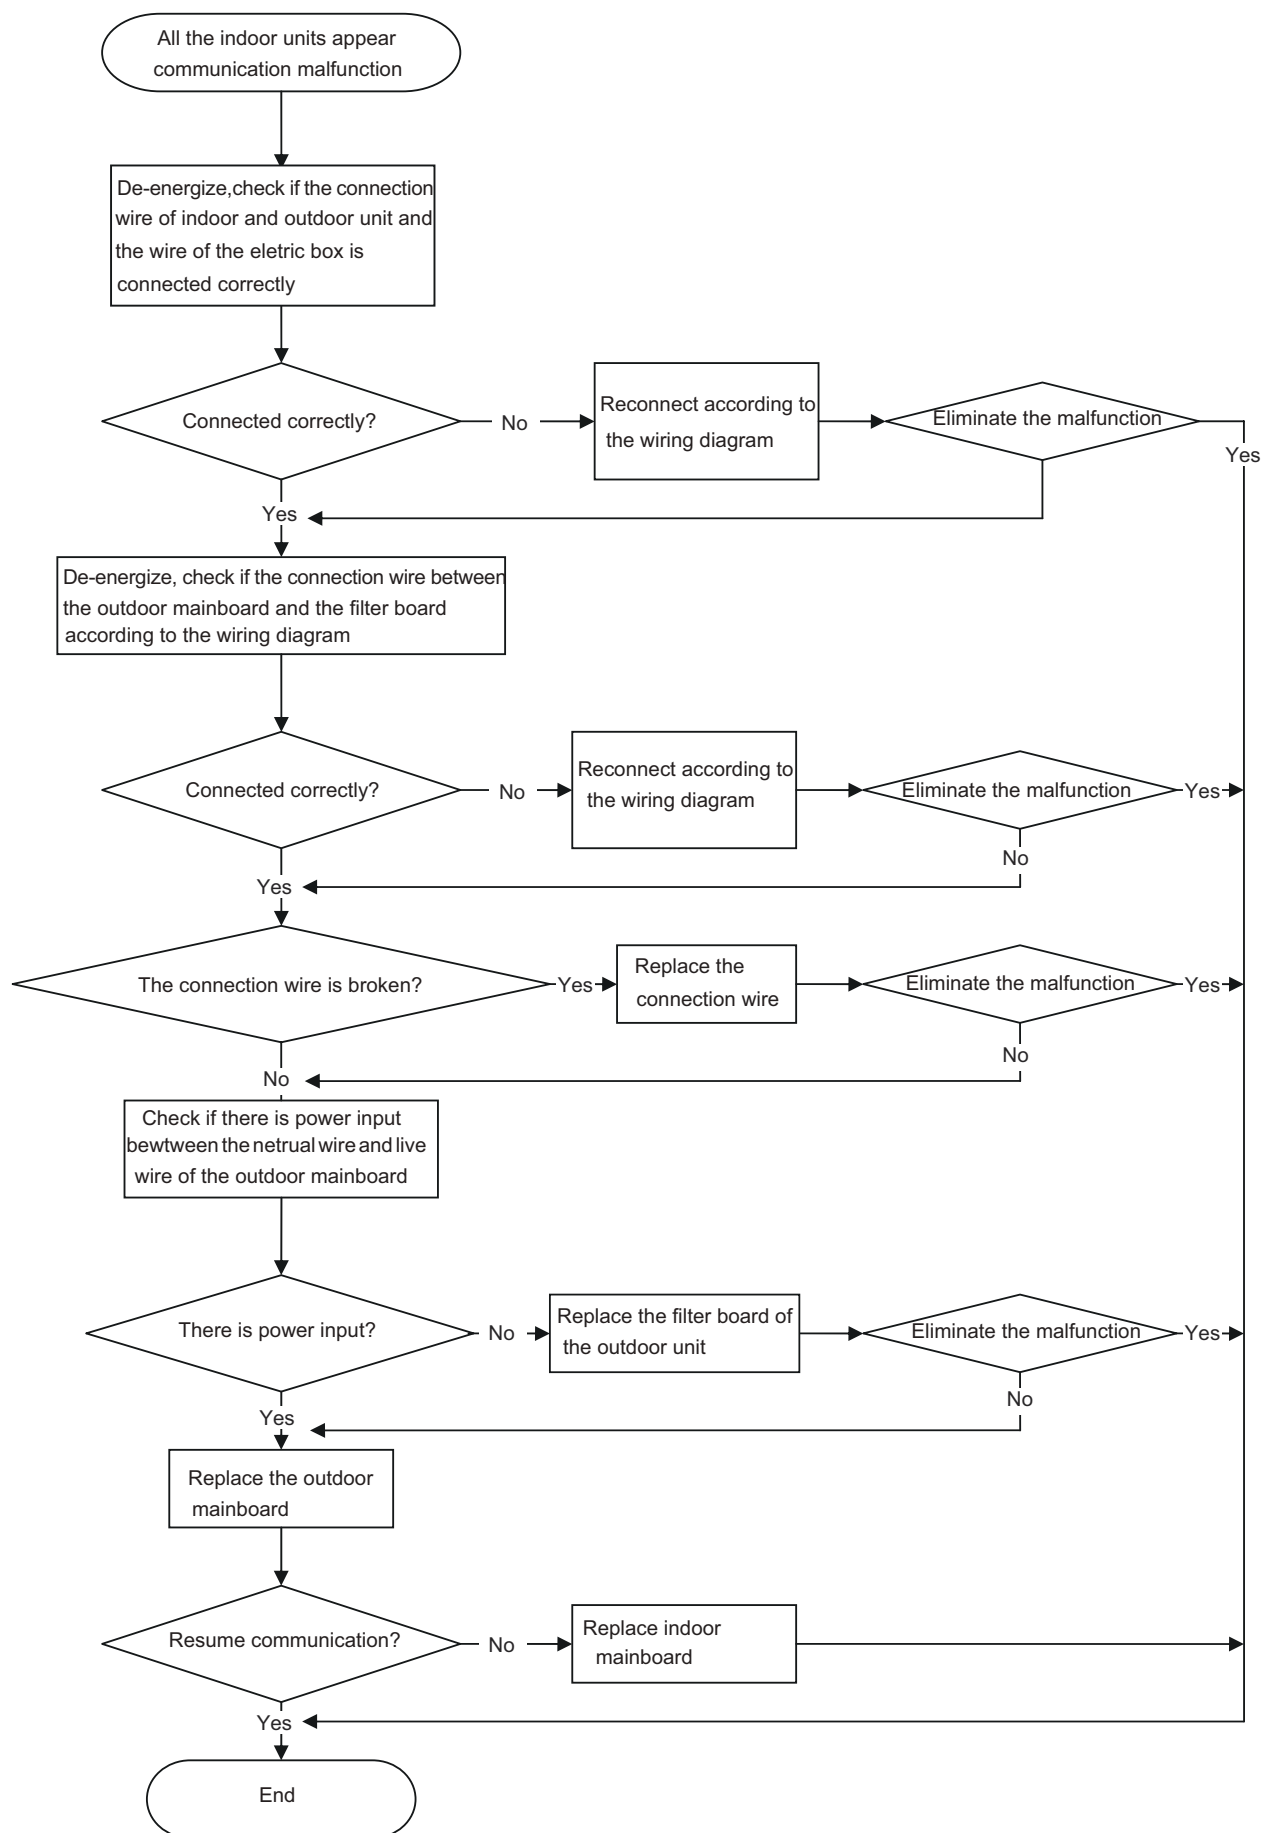 All the indoor units appear
communication malfunction
De-energize,check if the connection
wire of indoor and outdoor unit and
the wire of the eletric box is
connected correctly
Connected correctly?
No
Reconnect according to
the wiring diagram
Eliminate the malfunction
Yes
Yes
De-energize, check if the connection wire between
the outdoor mainboard and the filter board
according to the wiring diagram
Connected correctly?
No
Reconnect according to
the wiring diagram
Eliminate the malfunction
Yes
No
Yes
The connection wire is broken?
Yes
Replace the
connection wire
Eliminate the malfunction
Yes
No
No
Check if there is power input
bewtween the netrual wire and live
wire of the outdoor mainboard
There is power input?
No
Replace the filter board of
the outdoor unit
Eliminate the malfunction
Yes
No
Yes
Replace the outdoor
mainboard
Resume communication?
No
Replace indoor
mainboard
Yes
End